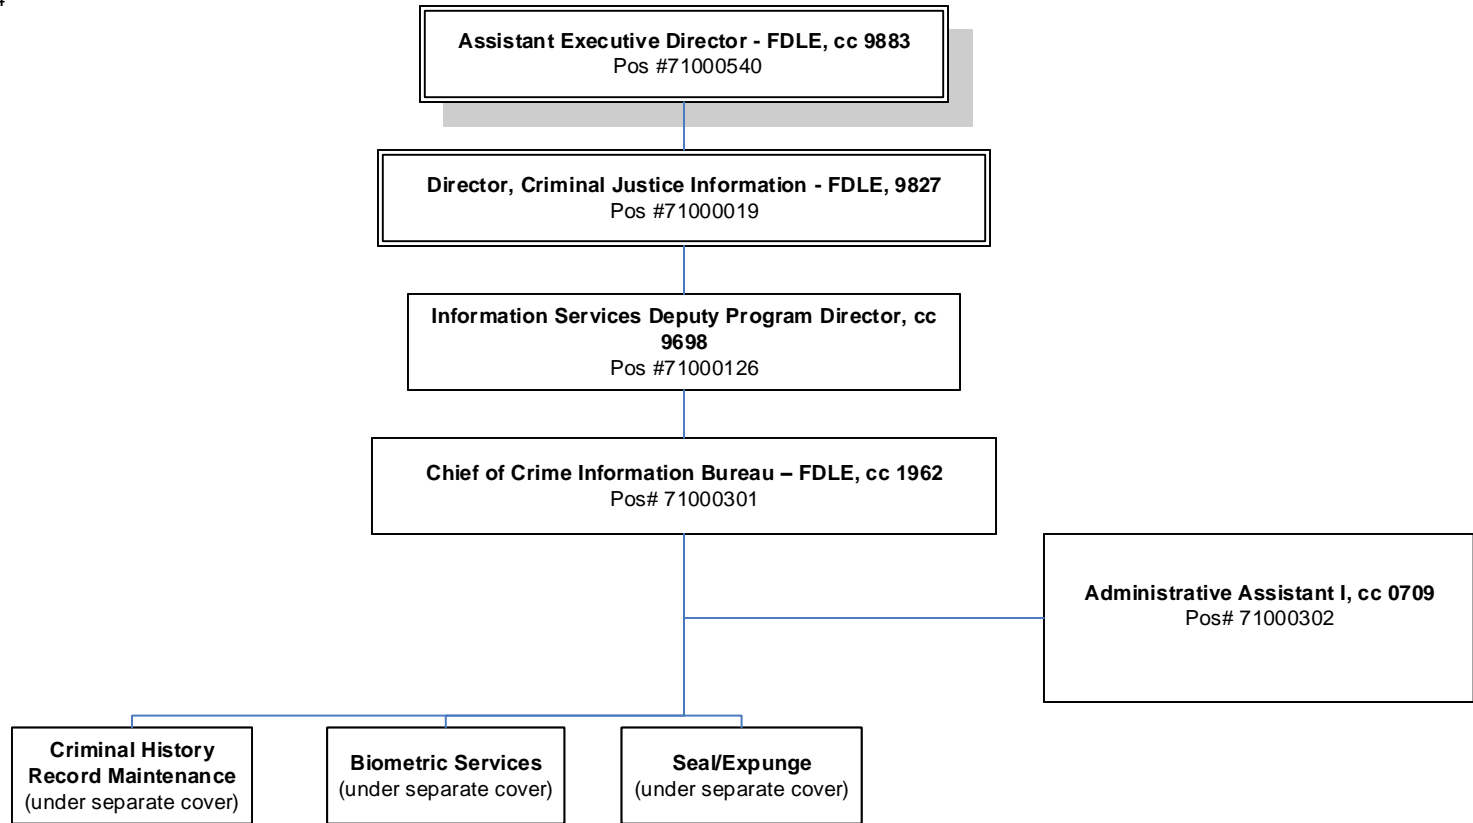 Assistant Executive Director - FDLE, cc 9883
Pos #71000540
Director, Criminal Justice Information - FDLE, 9827
Pos #71000019
Information Services Deputy Program Director, cc
9698
Pos #71000126
Chief of Crime Information Bureau – FDLE, cc 1962
Pos# 71000301
Administrative Assistant I, cc 0709
Pos# 71000302
Criminal History
Record Maintenance
(under separate cover)
Biometric Services
(under separate cover)
Seal/Expunge
(under separate cover)